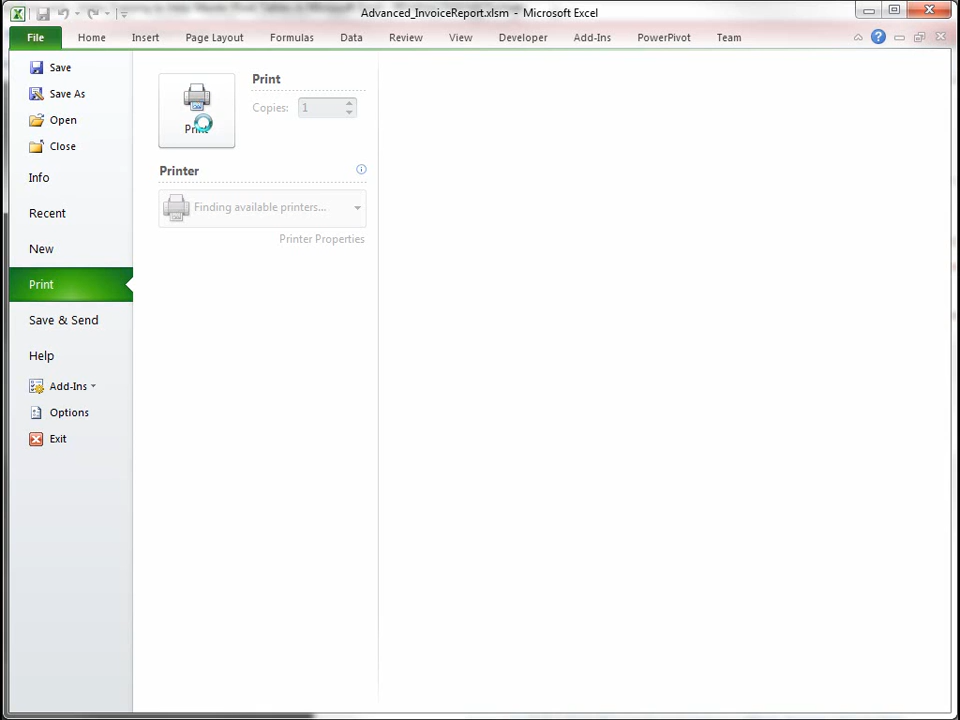 Advanced_InvoiceReport.xlsm - Microsoft Excel
File Home Insert Page Layout Formulas Data Review View Developer Add-Ins PowerPivot Team
Save
Save As
Open
Close
Info
Recent
New
Print
Save & Send
Help
Add-Ins
Options
Exit
Print
Print
Copies: 1
Printer
Finding available printers...
Printer Properties